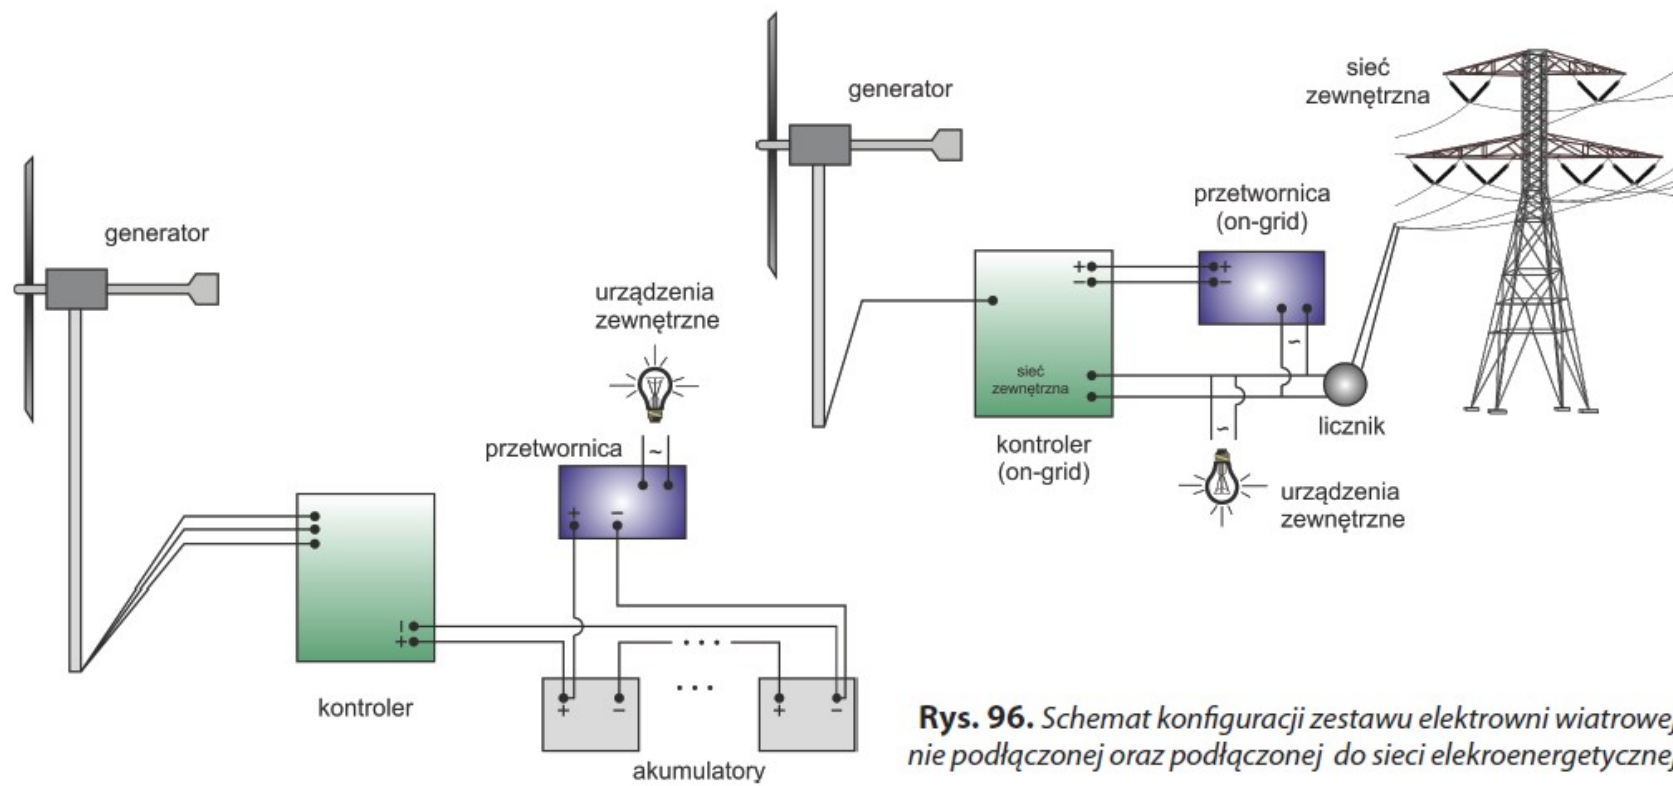 generator
urządzenia
zewnętrzne
przetwornica
~
+ −
kontroler
I
+
+ − + −
akumulatory
generator
sieć
zewnętrzna
przetwornica
(on-grid)
+ +
− −
~
sieć
zewnętrzna
licznik
kontroler
(on-grid)
~
urządzenia
zewnętrzne
Rys. 96. Schemat konfiguracji zestawu elektrowni wiatrowej
nie podłączonej oraz podłączonej do sieci elekroenergetycznej